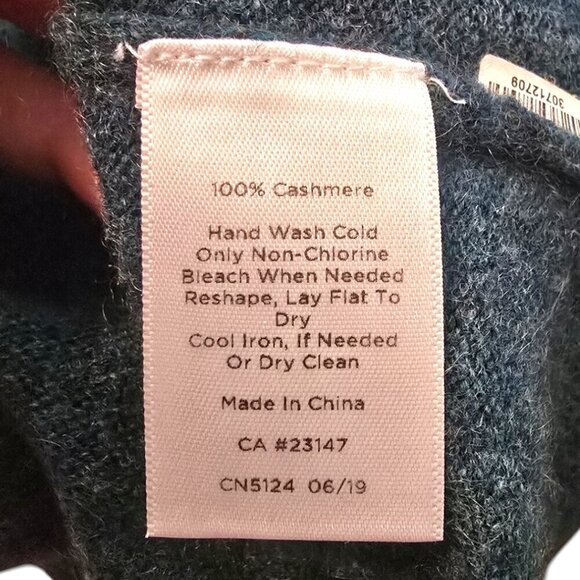 100% Cashmere
Hand Wash Cold
Only Non-Chlorine
Bleach When Needed
Reshape, Lay Flat To
Dry
Cool Iron, If Needed
Or Dry Clean
Made In China
CA #23147
CN5124 06/19
30712709